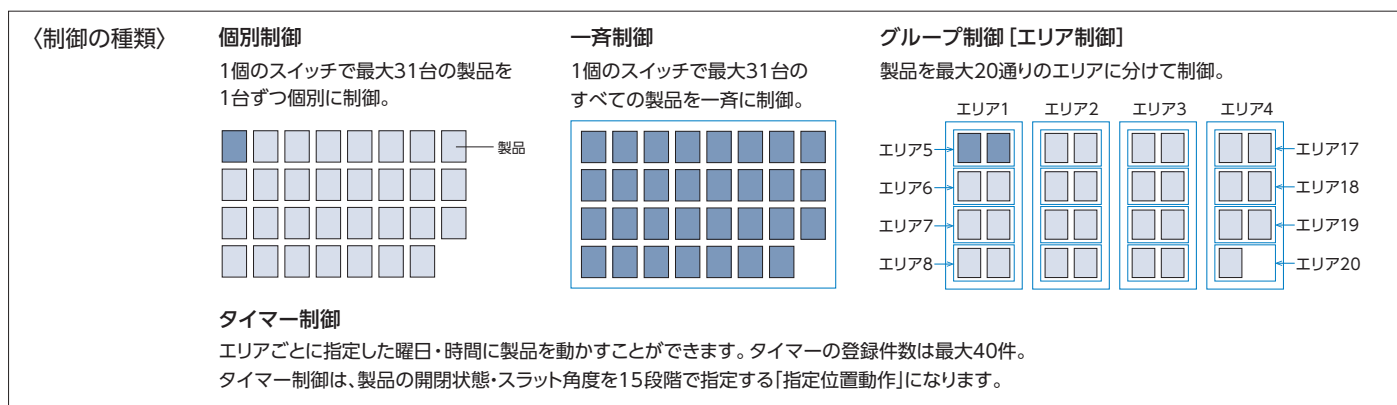 〈制御の種類〉
個別制御
1個のスイッチで最大31台の製品を
1台ずつ個別に制御。
製品
一斉制御
1個のスイッチで最大31台の
すべての製品を一斉に制御。
グループ制御［エリア制御］
製品を最大20通りのエリアに分けて制御。
エリア1 エリア2 エリア3 エリア4
エリア5 エリア17
エリア6 エリア18
エリア7 エリア19
エリア8 エリア20
タイマー制御
エリアごとに指定した曜日・時間に製品を動かすことができます。タイマーの登録件数は最大40件。
タイマー制御は、製品の開閉状態・スラット角度を15段階で指定する「指定位置動作」になります。